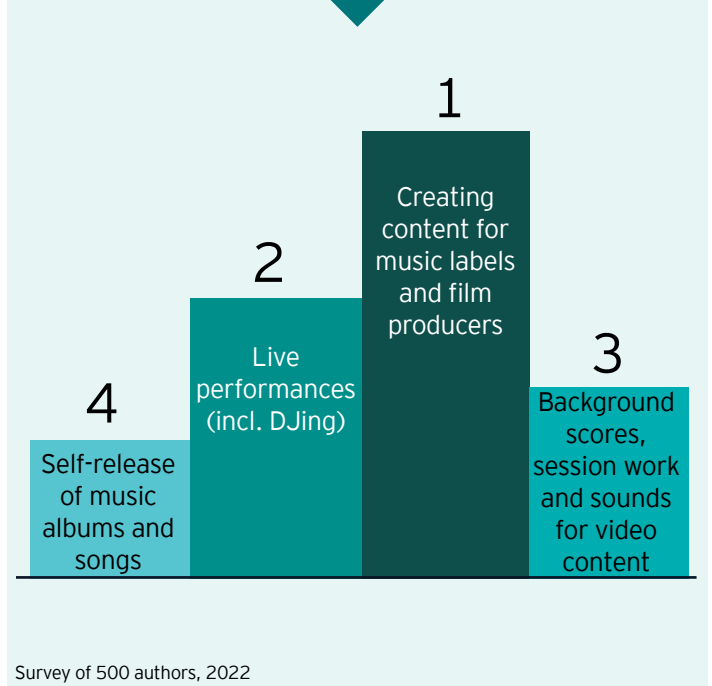 1
Creating
content for
music labels
and film
producers
2
Live
performances
(incl. DJing)
3
Background
scores,
session work
and sounds
for video
content
4
Self-release
of music
albums and
songs
Survey of 500 authors, 2022